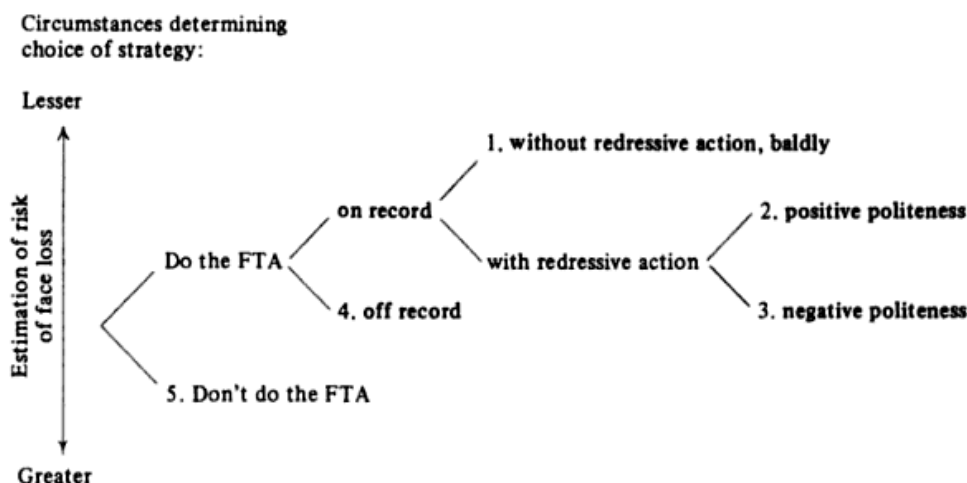 Circumstances determining
choice of strategy:
Lesser
1. without redressive action, baldly
on record
2. positive politeness
Do the FTA
with redressive action
4. off record
3. negative politeness
5. Don't do the FTA
Estimation of risk
of face loss
Greater